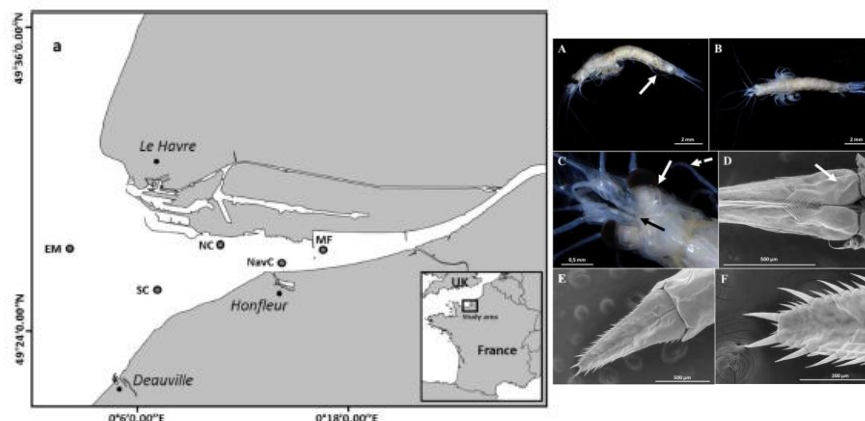 a
49°36'0.00"N
49°24'0.00"N
Le Havre
EM
NC
MF
NavC
SC
Honfleur
Deauville
UK
Study area
France
0°6'0.00"E
0°18'0.00"E
A
2 mm
B
2 mm
C
0,5 mm
D
500 µm
E
500 µm
F
200 µm